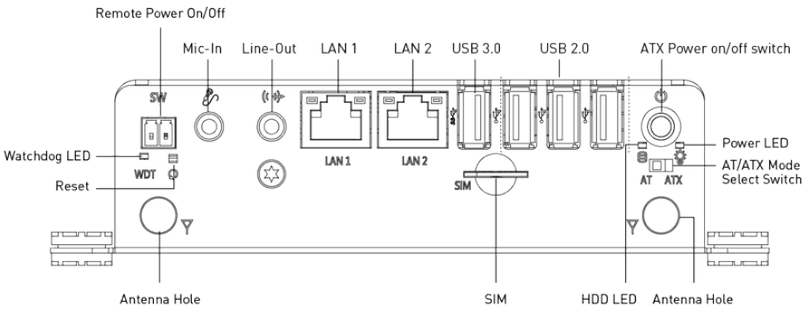 Remote Power On/Off
Mic-In
Line-Out
LAN 1
LAN 2
USB 3.0
USB 2.0
ATX Power on/off switch
SW
Watchdog LED
WDT
Reset
LAN 1
LAN 2
SIM
Power LED
AT/ATX Mode
Select Switch
AT
ATX
Antenna Hole
SIM
HDD LED
Antenna Hole